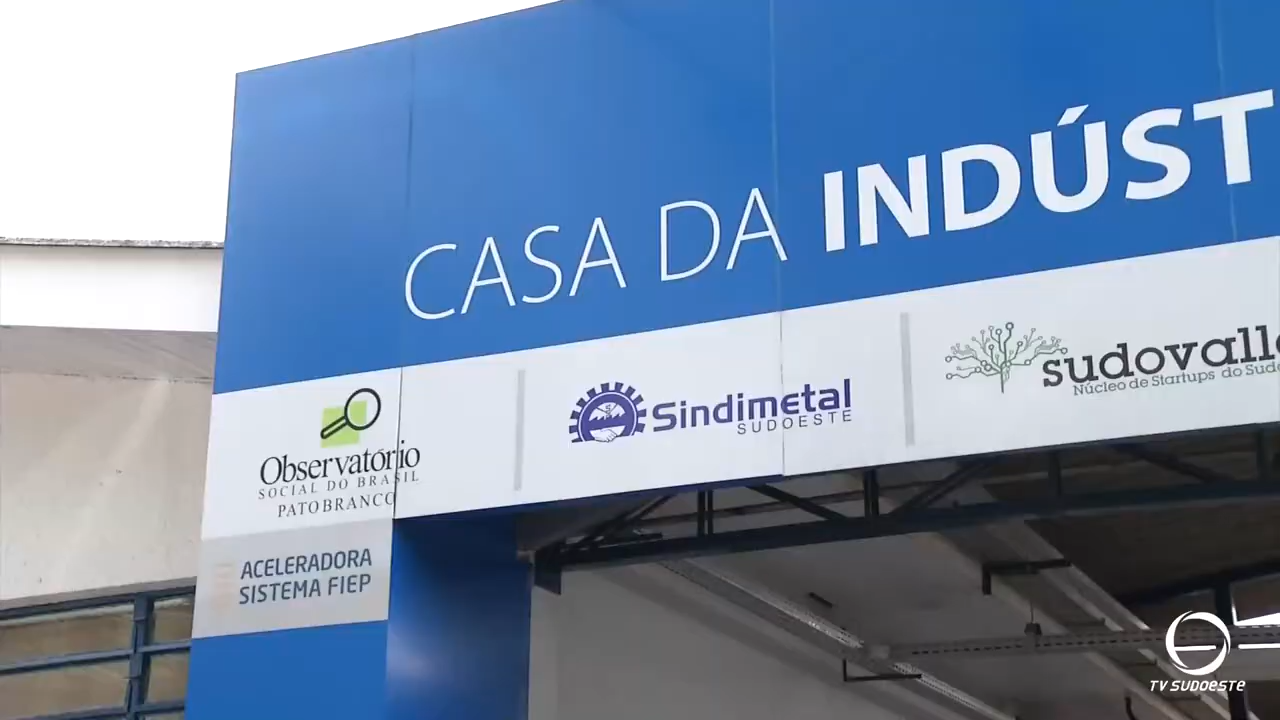 CASA DA INDÚST
Observatório
SOCIAL DO BRASIL
PATO BRANCO
Sindimetal
SUDOESTE
sudovalle
Núcleo de Startups do Sudo
ACELERADORA
SISTEMA FIEP
TV SUDOESTE